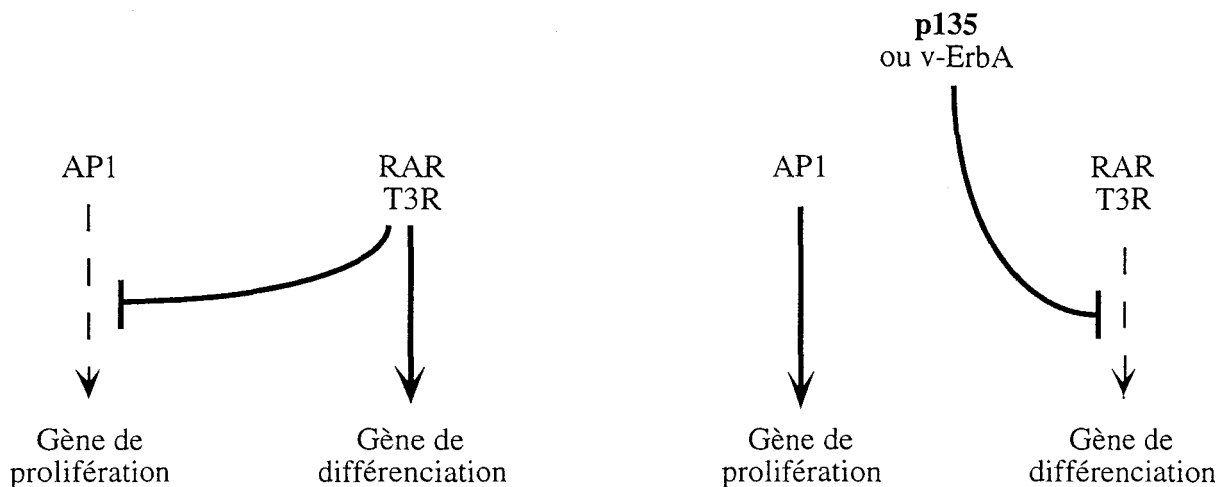 AP1
RAR
T3R
Gène de
prolifération
Gène de
différenciation
p135
ou v-ErbA
AP1
RAR
T3R
Gène de
prolifération
Gène de
différenciation